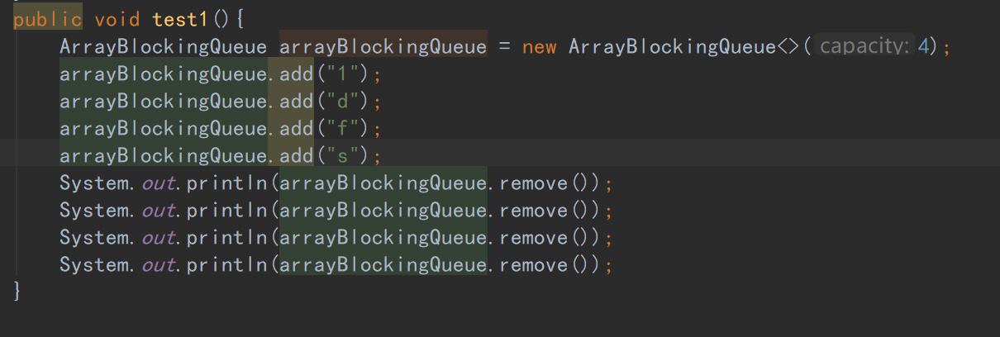 public void test1(){
ArrayBlockingQueue arrayBlockingQueue = new ArrayBlockingQueue<>( capacity: 4);
arrayBlockingQueue.add("1");
arrayBlockingQueue.add("d");
arrayBlockingQueue.add("f");
arrayBlockingQueue.add("s");
System.out.println(arrayBlockingQueue.remove());
System.out.println(arrayBlockingQueue.remove());
System.out.println(arrayBlockingQueue.remove());
System.out.println(arrayBlockingQueue.remove());
}